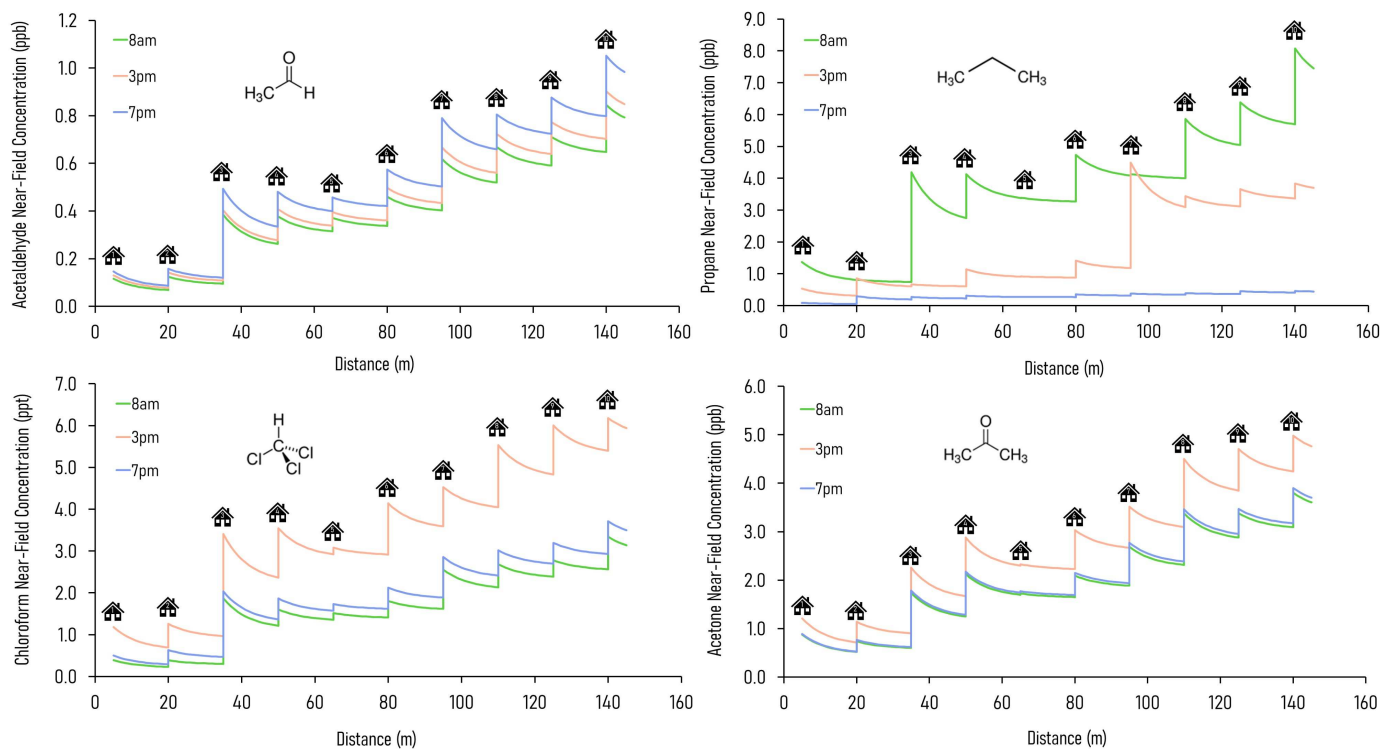 Acetaldehyde Near-Field Concentration (ppb)
1.2
1.0
0.8
0.6
0.4
0.2
0.0
8am
3pm
7pm
O
H₃C
H
0
20
40
60
80
100
120
140
160
Distance (m)
Propane Near-Field Concentration (ppb)
9.0
8.0
7.0
6.0
5.0
4.0
3.0
2.0
1.0
0.0
8am
3pm
7pm
H₃C
CH₃
0
20
40
60
80
100
120
140
160
Distance (m)
Chloroform Near-Field Concentration (ppt)
7.0
6.0
5.0
4.0
3.0
2.0
1.0
0.0
8am
3pm
7pm
H
C
Cl
Cl
Cl
0
20
40
60
80
100
120
140
160
Distance (m)
Acetone Near-Field Concentration (ppb)
6.0
5.0
4.0
3.0
2.0
1.0
0.0
8am
3pm
7pm
O
H₃C
CH₃
0
20
40
60
80
100
120
140
160
Distance (m)